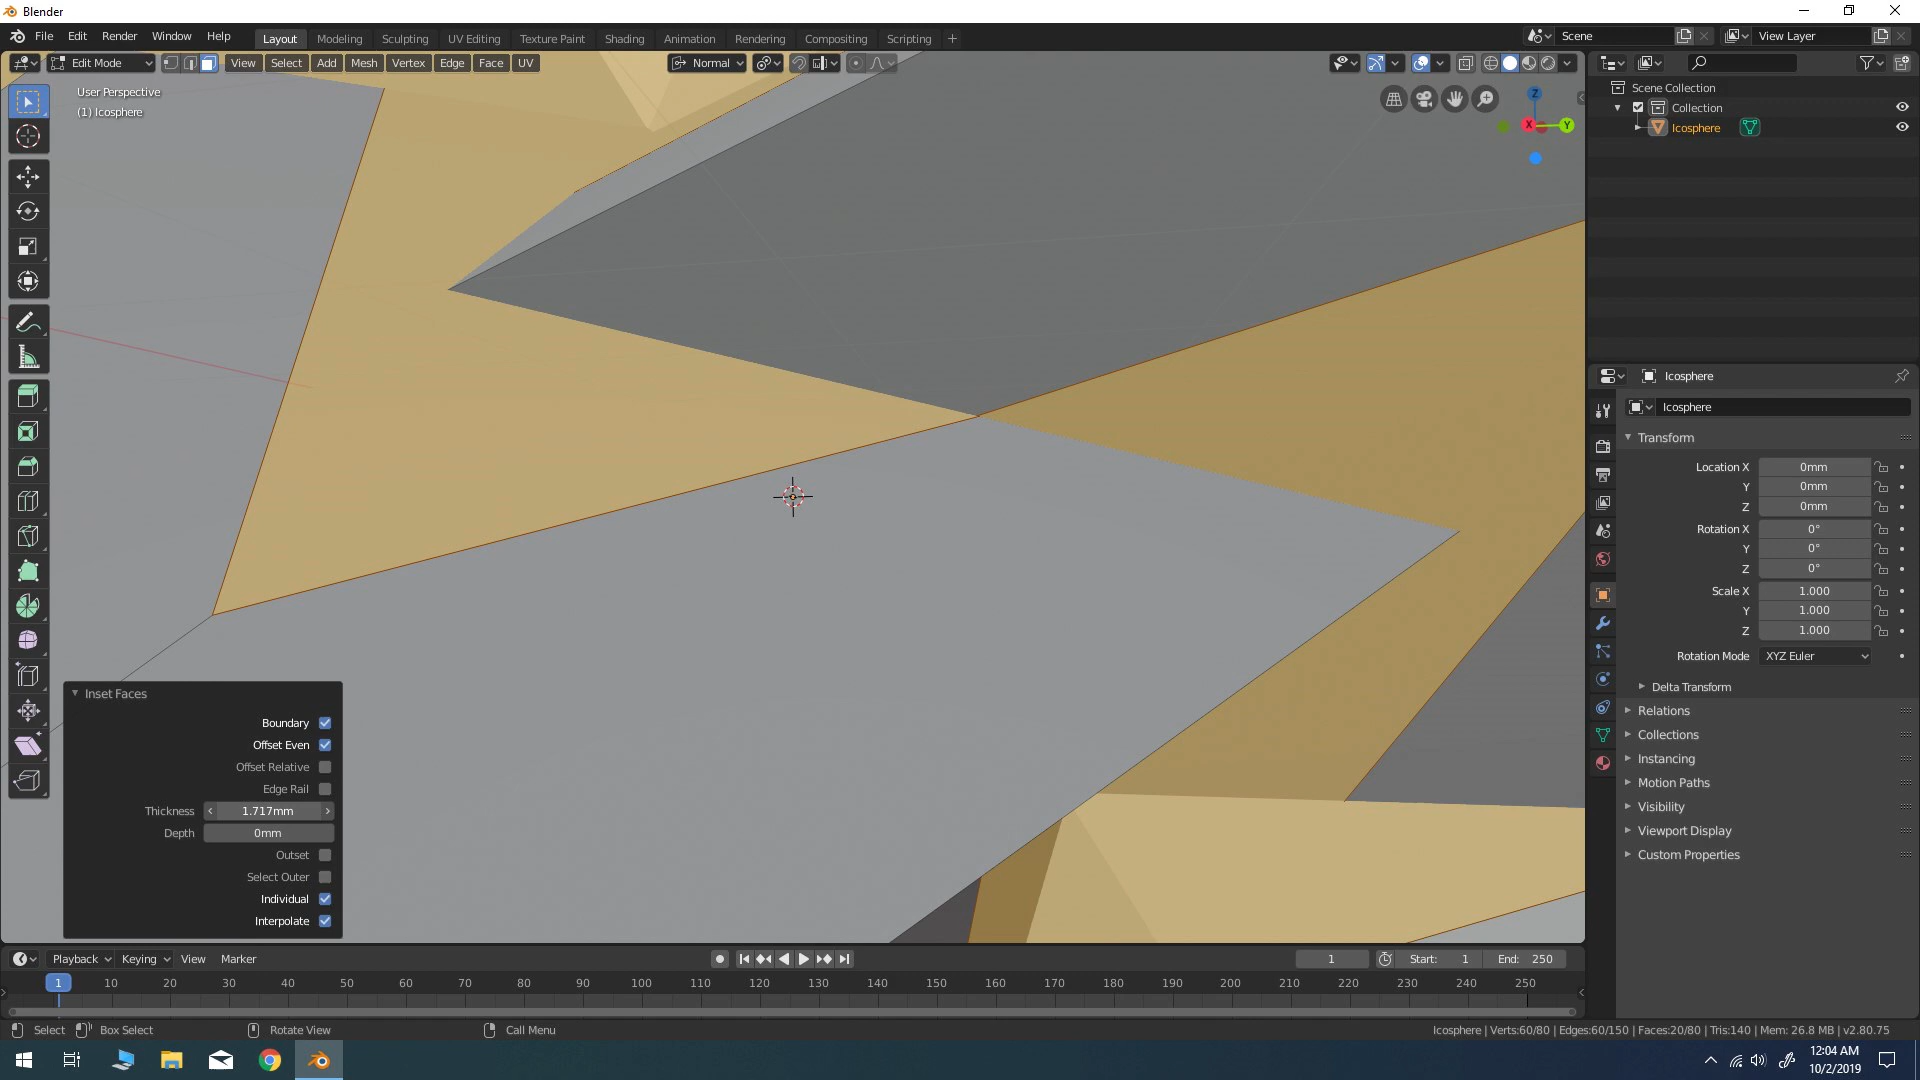 Blender
File Edit Render Window Help Layout Modeling Sculpting UV Editing Texture Paint Shading Animation Rendering Compositing Scripting + Scene View Layer
Edit Mode View Select Add Mesh Vertex Edge Face UV Normal
User Perspective
(1) Icosphere
Z
X Y
Scene Collection
Collection
Icosphere
Icosphere
Icosphere
Transform
Location X 0mm
Y 0mm
Z 0mm
Rotation X 0°
Y 0°
Z 0°
Scale X 1.000
Y 1.000
Z 1.000
Rotation Mode XYZ Euler
Delta Transform
Relations
Collections
Instancing
Motion Paths
Visibility
Viewport Display
Custom Properties
Inset Faces
Boundary
Offset Even
Offset Relative
Edge Rail
Thickness 1.717mm
Depth 0mm
Outset
Select Outer
Individual
Interpolate
Playback Keying View Marker 1 Start: 1 End: 250
1 10 20 30 40 50 60 70 80 90 100 110 120 130 140 150 160 170 180 190 200 210 220 230 240 250
Select Box Select Rotate View Call Menu Icosphere | Verts:60/80 | Edges:60/150 | Faces:20/80 | Tris:140 | Mem: 26.8 MB | v2.80.75
12:04 AM
10/2/2019